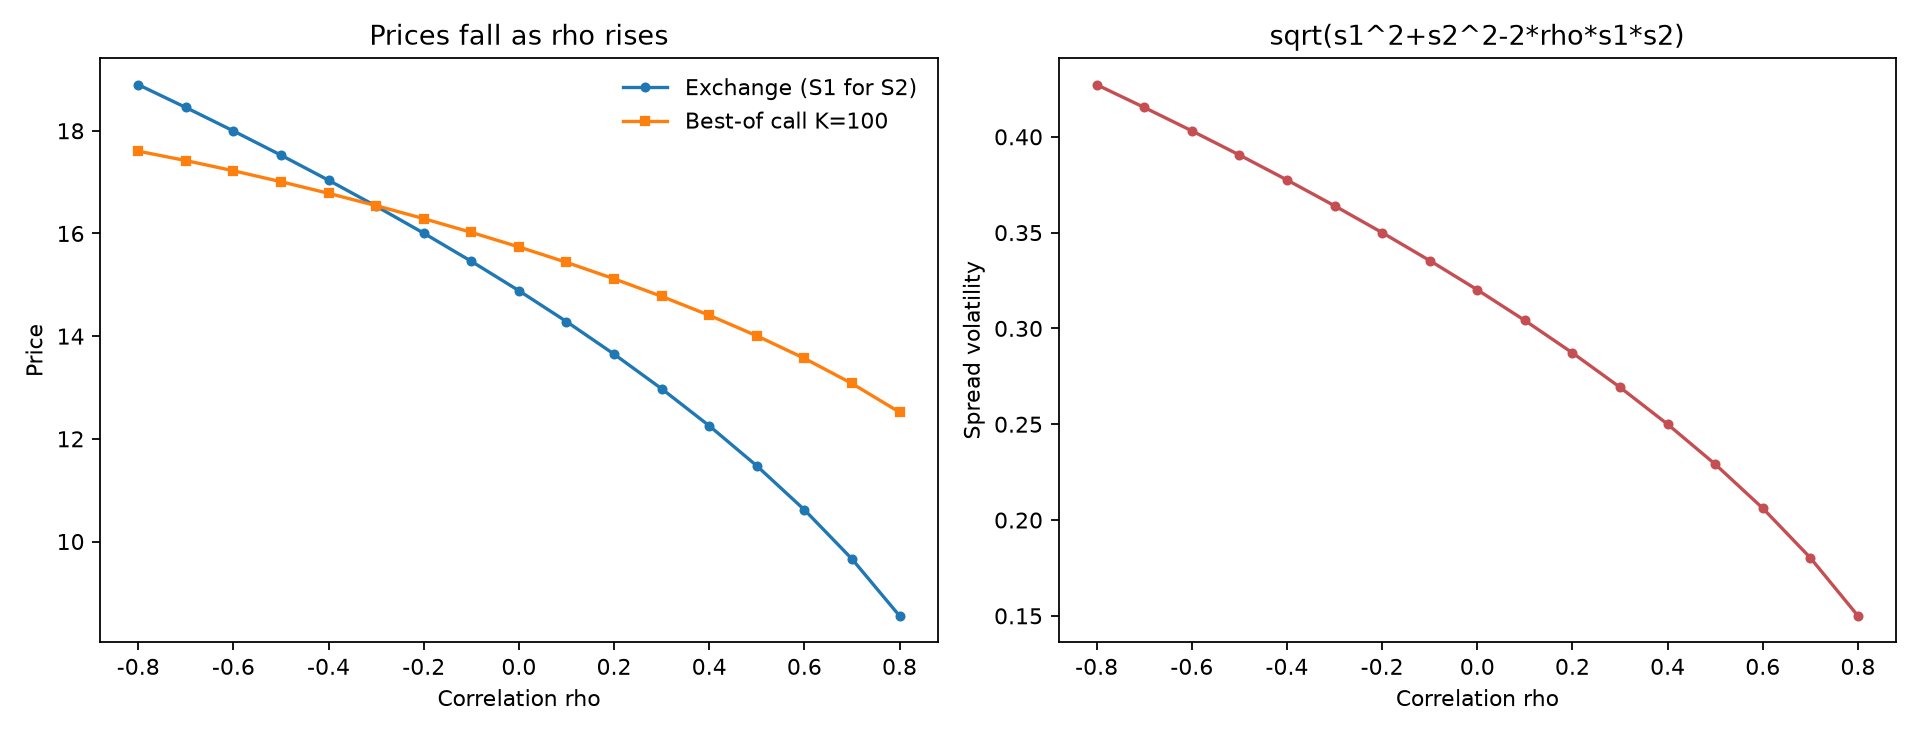 Prices fall as rho rises
Exchange (S1 for S2)
Best-of call K=100
Price
18
16
14
12
10
-0.8 -0.6 -0.4 -0.2 0.0 0.2 0.4 0.6 0.8
Correlation rho
sqrt(s1^2+s2^2-2*rho*s1*s2)
Spread volatility
0.40
0.35
0.30
0.25
0.20
0.15
-0.8 -0.6 -0.4 -0.2 0.0 0.2 0.4 0.6 0.8
Correlation rho